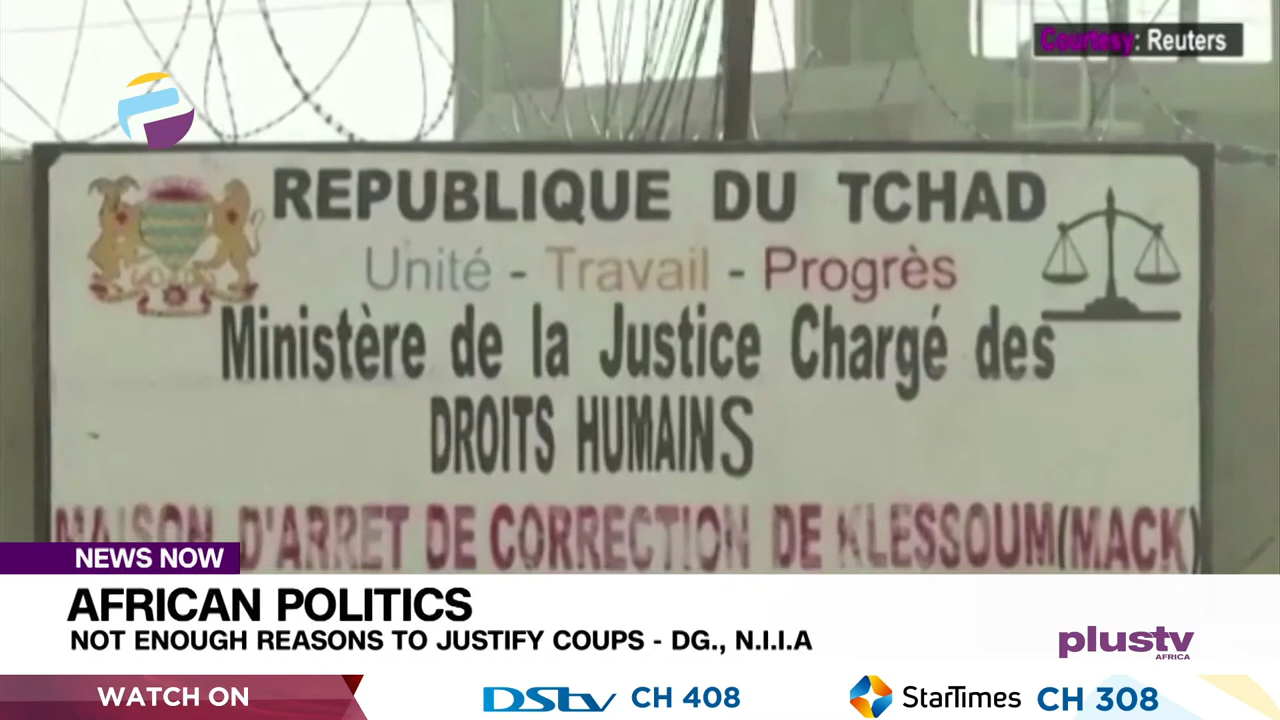 Courtesy: Reuters
REPUBLIQUE DU TCHAD
Unité - Travail - Progrès
Ministère de la Justice Chargé des
DROITS HUMAINS
MAISON D'ARRET DE CORRECTION DE KLESSOUM(MACK)
NEWS NOW
AFRICAN POLITICS
NOT ENOUGH REASONS TO JUSTIFY COUPS - DG., N.I.I.A
plustv
AFRICA
WATCH ON
DStv CH 408
StarTimes CH 308